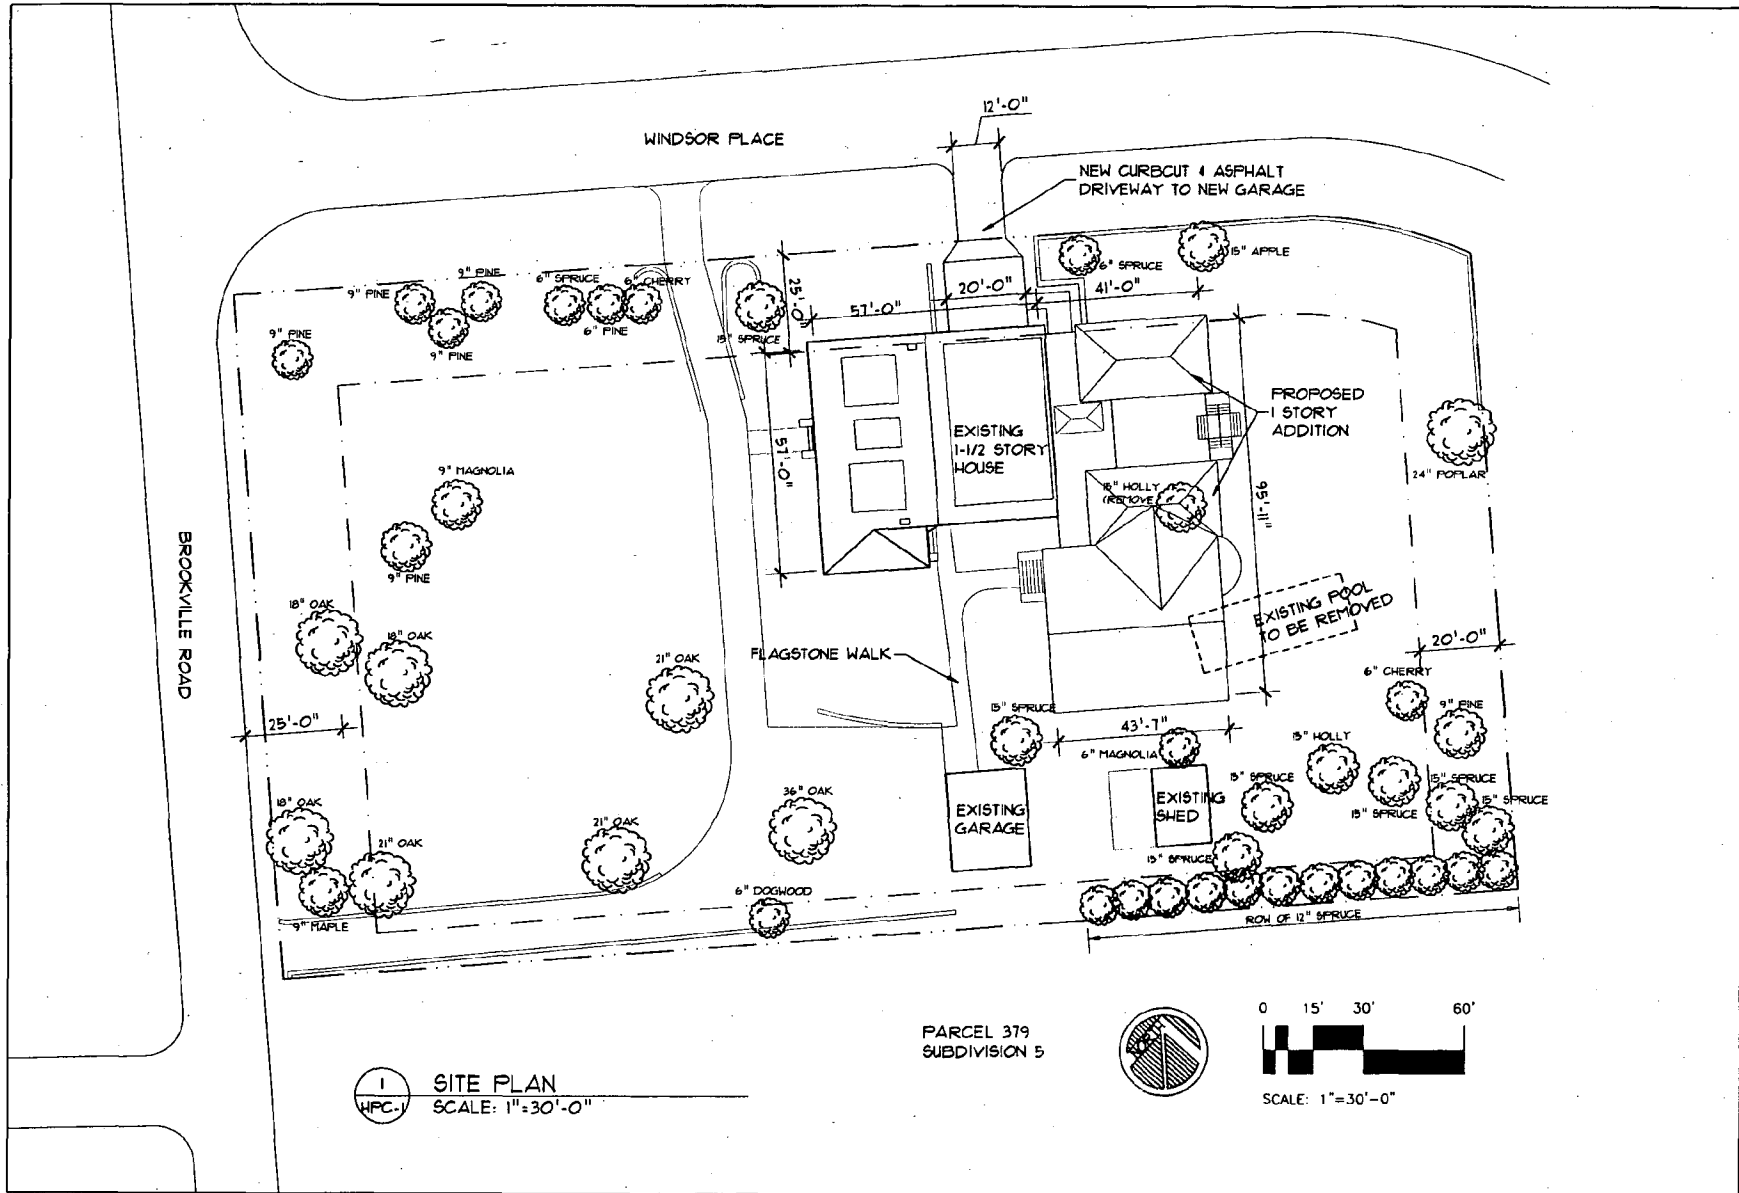 12'-0"
WINDSOR PLACE
NEW CURBCUT & ASPHALT
DRIVEWAY TO NEW GARAGE
15" APPLE
6" SPRUCE
9" PINE
6" SPRUCE
6" CHERRY
9" PINE
25'-0"
20'-0"
41'-0"
57'-0"
9" PINE
6" PINE
15" SPRUCE
9" PINE
PROPOSED
1 STORY
ADDITION
EXISTING
1-1/2 STORY
HOUSE
57'-0"
9" MAGNOLIA
24" POPLAR
15" HOLLY
(REMOVE
95'-11"
9" PINE
BROOKVILLE ROAD
18" OAK
18" OAK
EXISTING POOL
TO BE REMOVED
20'-0"
FLAGSTONE WALK
21" OAK
6" CHERRY
25'-0"
15" SPRUCE
9" PINE
43'-7"
15" HOLLY
6" MAGNOLIA
15" SPRUCE
15" SPRUCE
15" SPRUCE
15" SPRUCE
18" OAK
36" OAK
EXISTING
GARAGE
EXISTING
SHED
21" OAK
21" OAK
15" SPRUCE
6" DOGWOOD
9" MAPLE
ROW OF 12" SPRUCE
PARCEL 379
SUBDIVISION 5
0 15' 30' 60'
SCALE: 1"=30'-0"
1
HPC-1
SITE PLAN
SCALE: 1"=30'-0"